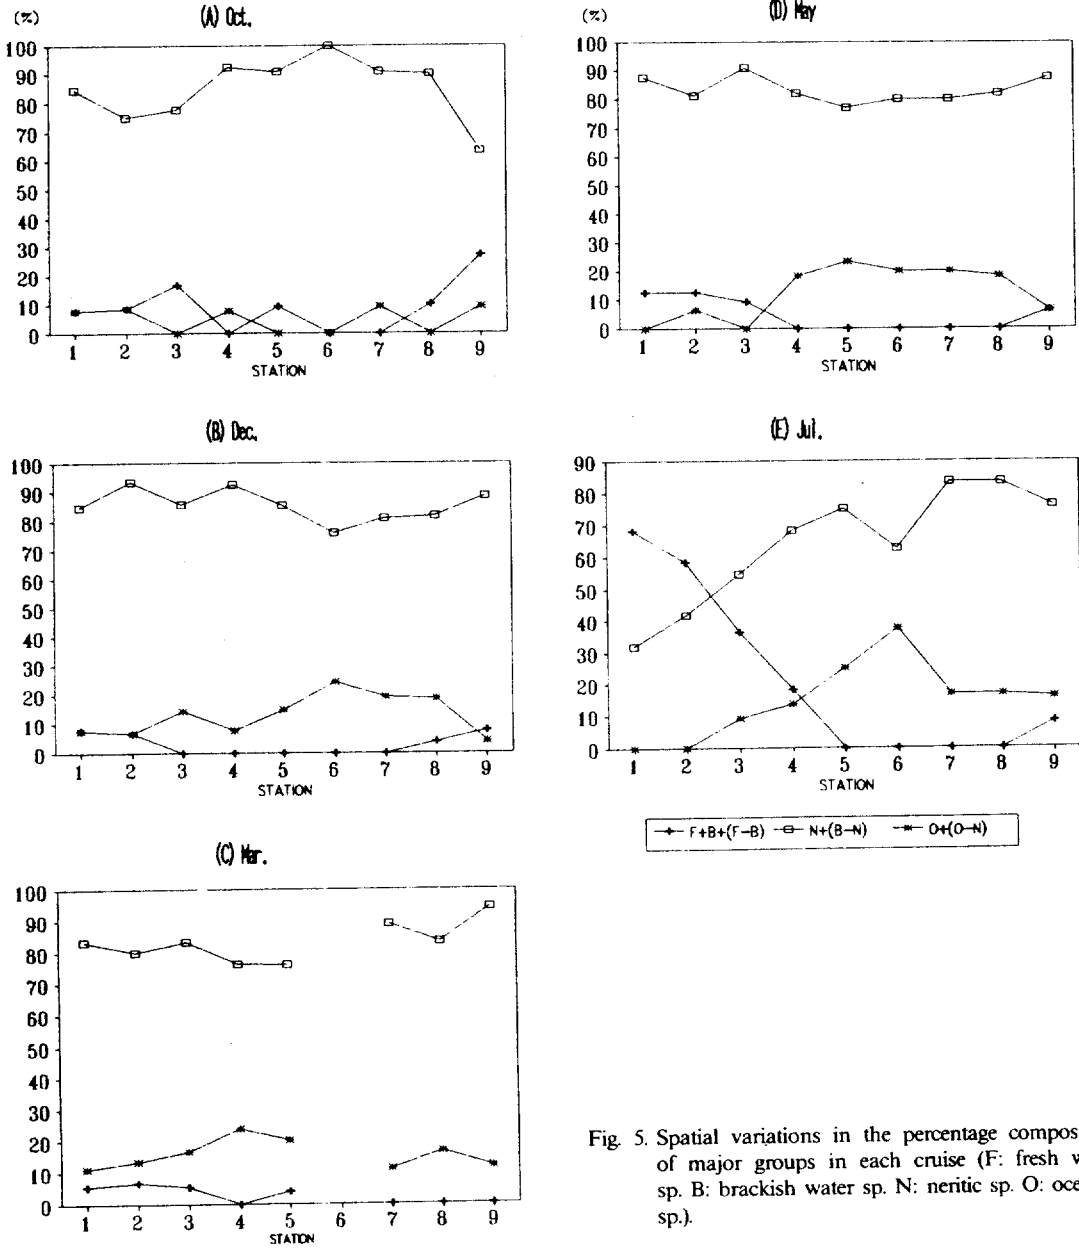 (%)
(A) Oct.
100
90
80
70
60
50
40
30
20
10
0
1 2 3 4 5 6 7 8 9
STATION
(%)
(D) May
100
90
80
70
60
50
40
30
20
10
0
1 2 3 4 5 6 7 8 9
STATION
(B) Dec.
100
90
80
70
60
50
40
30
20
10
0
1 2 3 4 5 6 7 8 9
STATION
(E) Jul.
90
80
70
60
50
40
30
20
10
0
1 2 3 4 5 6 7 8 9
STATION
F+B+(F-B) N+(B-N) O+(O-N)
(C) Mar.
100
90
80
70
60
50
40
30
20
10
0
1 2 3 4 5 7 8 9
STATION
Fig. 5. Spatial variations in the percentage compos
of major groups in each cruise (F: fresh w
sp. B: brackish water sp. N: neritic sp. O: oce
sp.).